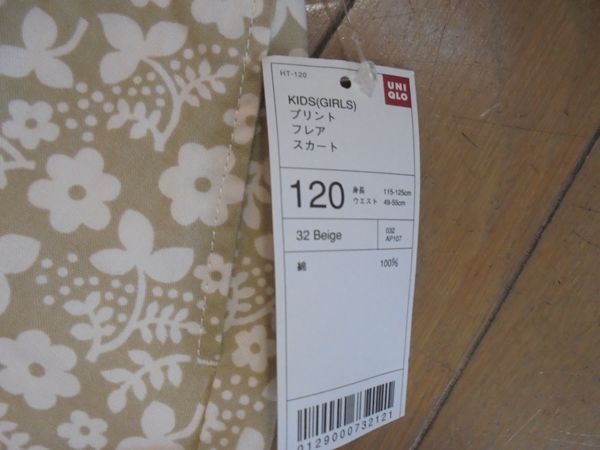 HT-120
UNI
QLO
KIDS(GIRLS)
プリント
フレア
スカート
120 身長 115-125cm
ウエスト 49-55cm
32 Beige 032
AP107
綿 100%
0129000732121